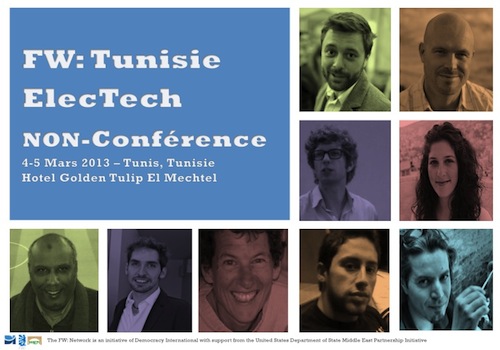 FW: Tunisie
ElecTech
NON-Conférence
4-5 Mars 2013 – Tunis, Tunisie
Hotel Golden Tulip El Mechtel
The FW: Network is an initiative of Democracy International with support from the United States Department of State Middle East Partnership Initiative